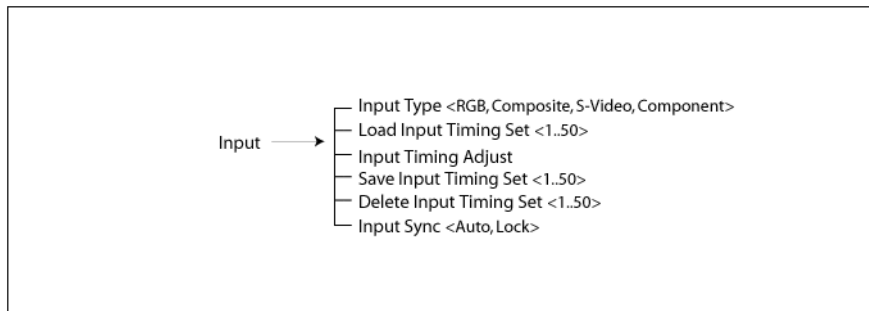 Input
Input Type <RGB, Composite, S-Video, Component>
Load Input Timing Set <1..50>
Input Timing Adjust
Save Input Timing Set <1..50>
Delete Input Timing Set <1..50>
Input Sync <Auto, Lock>